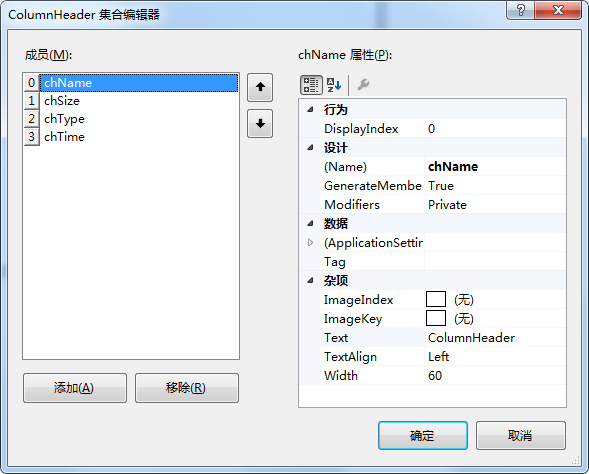 ColumnHeader 集合编辑器
成员(M):
0 chName
1 chSize
2 chType
3 chTime
添加(A)
移除(R)
chName 属性(P):
行为
DisplayIndex 0
设计
(Name) chName
GenerateMembe True
Modifiers Private
数据
(ApplicationSettin
Tag
杂项
ImageIndex (无)
ImageKey (无)
Text ColumnHeader
TextAlign Left
Width 60
确定
取消